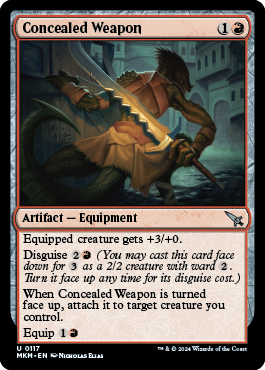 Concealed Weapon 1
Artifact — Equipment
Equipped creature gets +3/+0.
Disguise 2 (You may cast this card face
down for 3 as a 2/2 creature with ward 2.
Turn it face up any time for its disguise cost.)
When Concealed Weapon is turned
face up, attach it to target creature you
control.
Equip 1
U 0117
MKM • EN Nicholas Elias
™ & © 2024 Wizards of the Coast